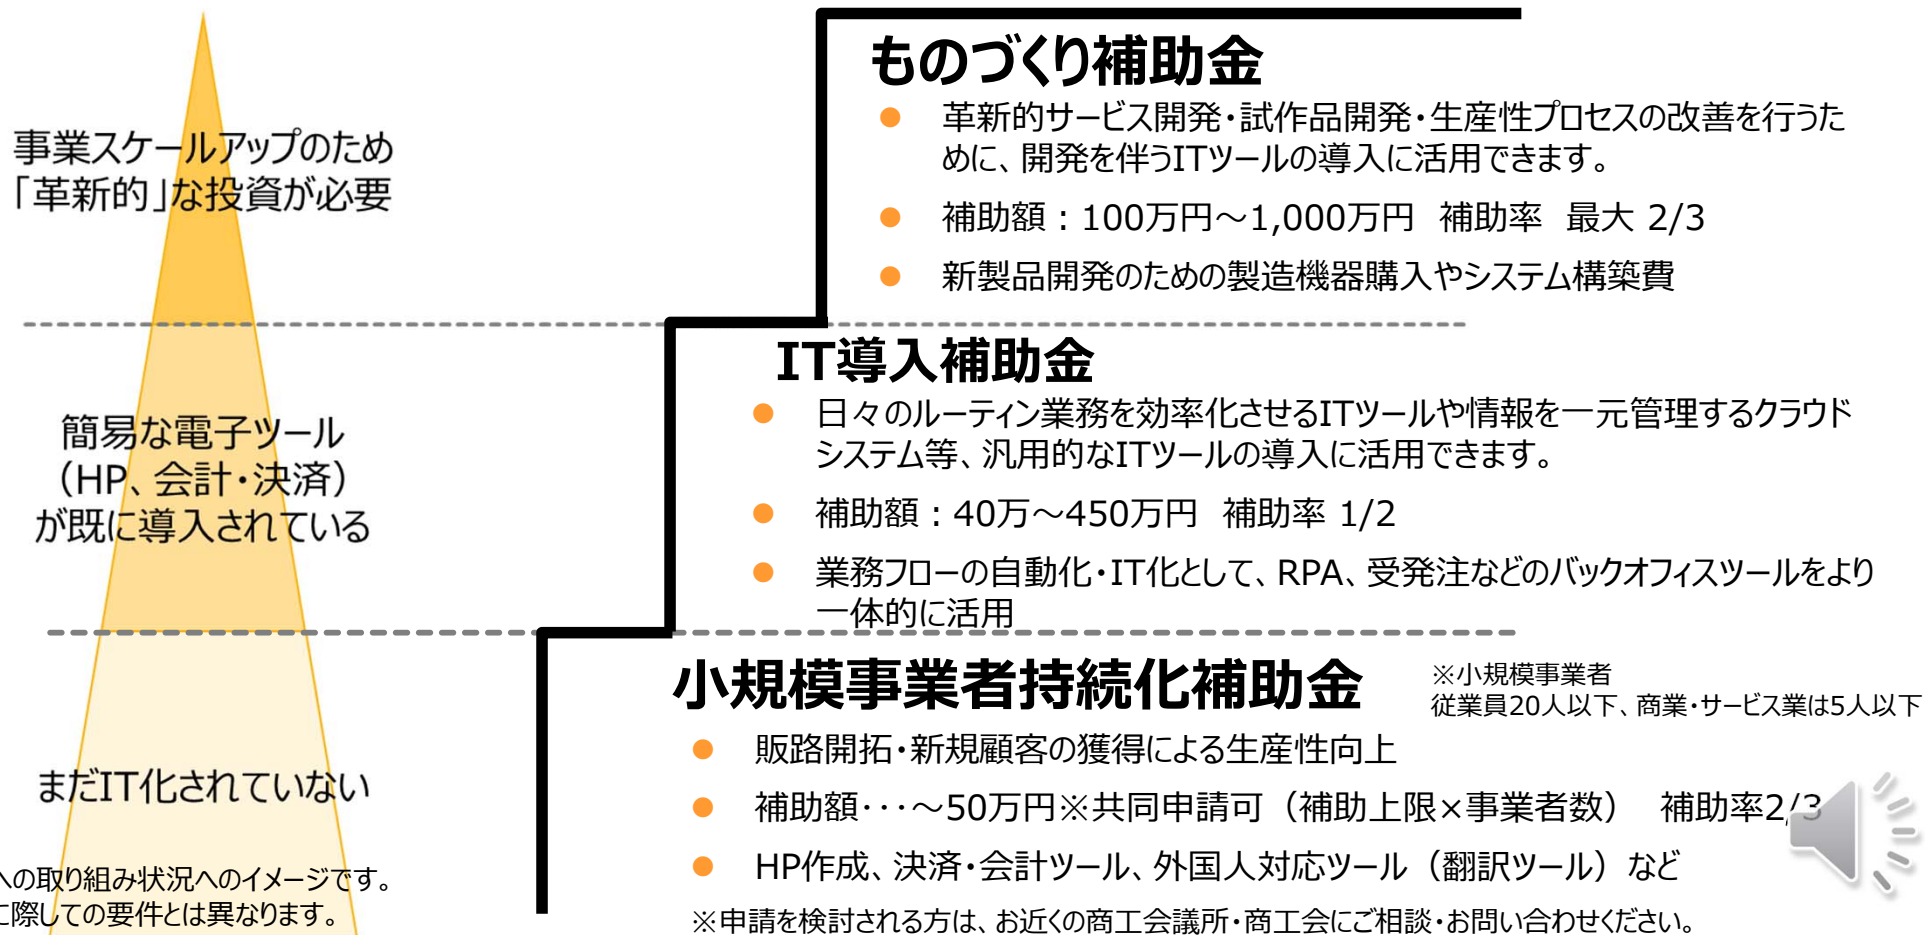 ものづくり補助金
● 革新的サービス開発・試作品開発・生産性プロセスの改善を行うた
めに、開発を伴うITツールの導入に活用できます。
● 補助額：100万円～1,000万円 補助率 最大 2/3
● 新製品開発のための製造機器購入やシステム構築費
事業スケールアップのため
「革新的」な投資が必要
IT導入補助金
● 日々のルーティン業務を効率化させるITツールや情報を一元管理するクラウド
システム等、汎用的なITツールの導入に活用できます。
● 補助額：40万～450万円 補助率 1/2
● 業務フローの自動化・IT化として、RPA、受発注などのバックオフィスツールをより
一体的に活用
簡易な電子ツール
（HP、会計・決済）
が既に導入されている
小規模事業者持続化補助金
※小規模事業者
従業員20人以下、商業・サービス業は5人以下
● 販路開拓・新規顧客の獲得による生産性向上
● 補助額・・・～50万円※共同申請可（補助上限×事業者数） 補助率2/3
● HP作成、決済・会計ツール、外国人対応ツール（翻訳ツール）など
※申請を検討される方は、お近くの商工会議所・商工会にご相談・お問い合わせください。
まだIT化されていない
への取り組み状況へのイメージです。
に際しての要件とは異なります。